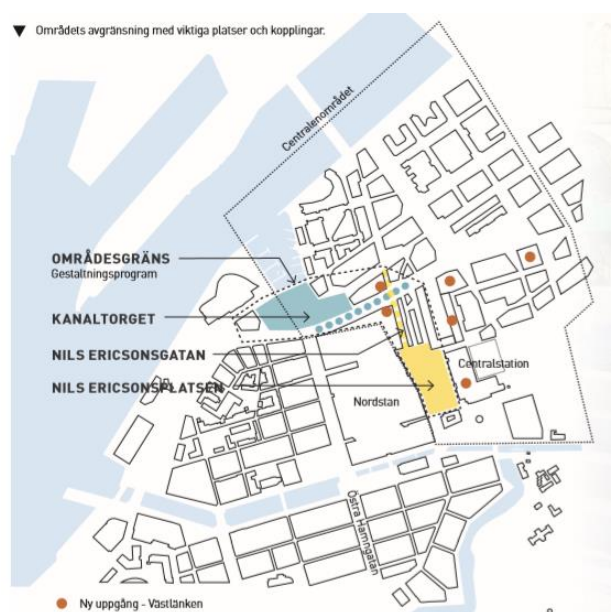 ▼ Områdets avgränsning med viktiga platser och kopplingar.
Centralenområdet
OMRÅDESGRÄNS
Gestaltningsprogram
KANALTORGET
NILS ERICSONSGATAN
NILS ERICSONSPLATSEN
Centralstation
Nordstan
Östra Hamngatan
Ny uppgång - Västlänken